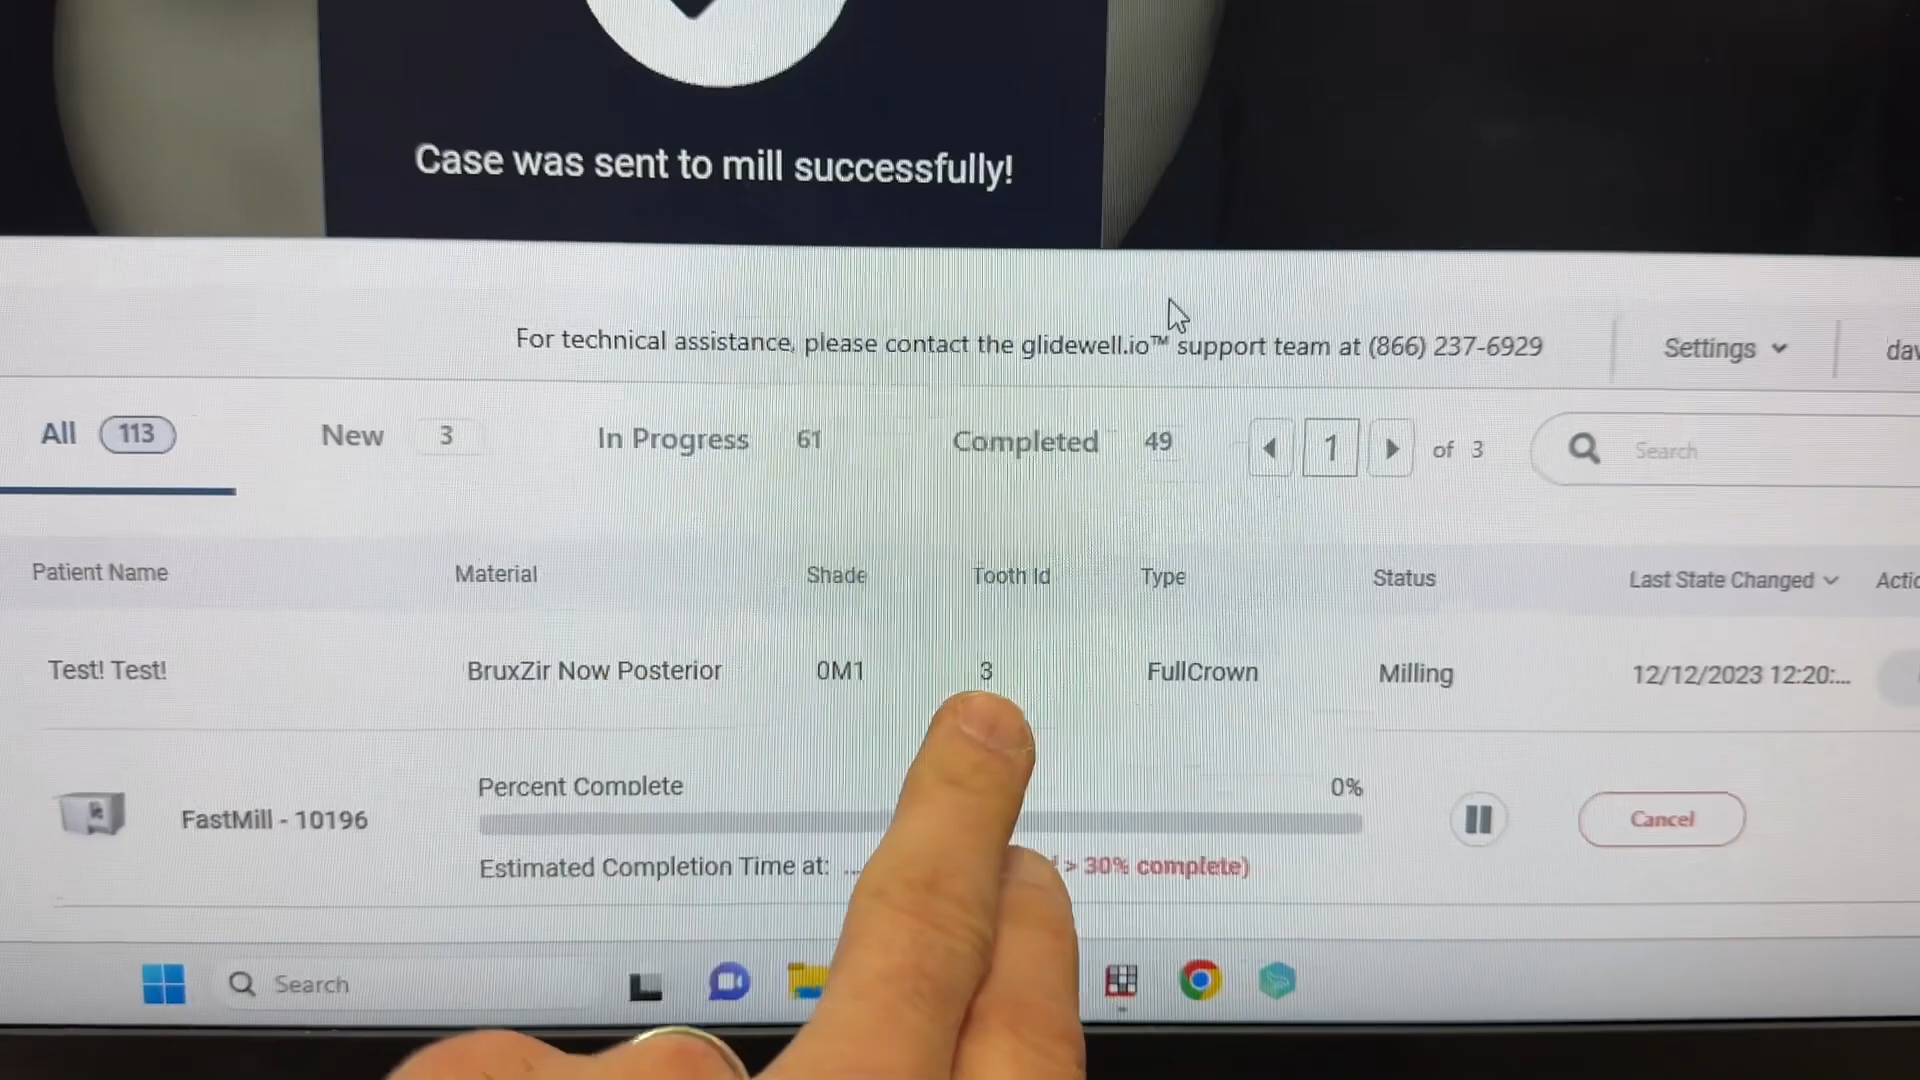 Case was sent to mill successfully!
For technical assistance, please contact the glidewell.io™ support team at (866) 237-6929
Settings
All 113 New 3 In Progress 61 Completed 49 1 of 3 Search
Patient Name Material Shade Tooth Id Type Status Last State Changed
Test! Test! BruxZir Now Posterior 0M1 3 FullCrown Milling 12/12/2023 12:20:...
Percent Complete 0%
FastMill - 10196 Cancel
Estimated Completion Time at: ... > 30% complete)
Search